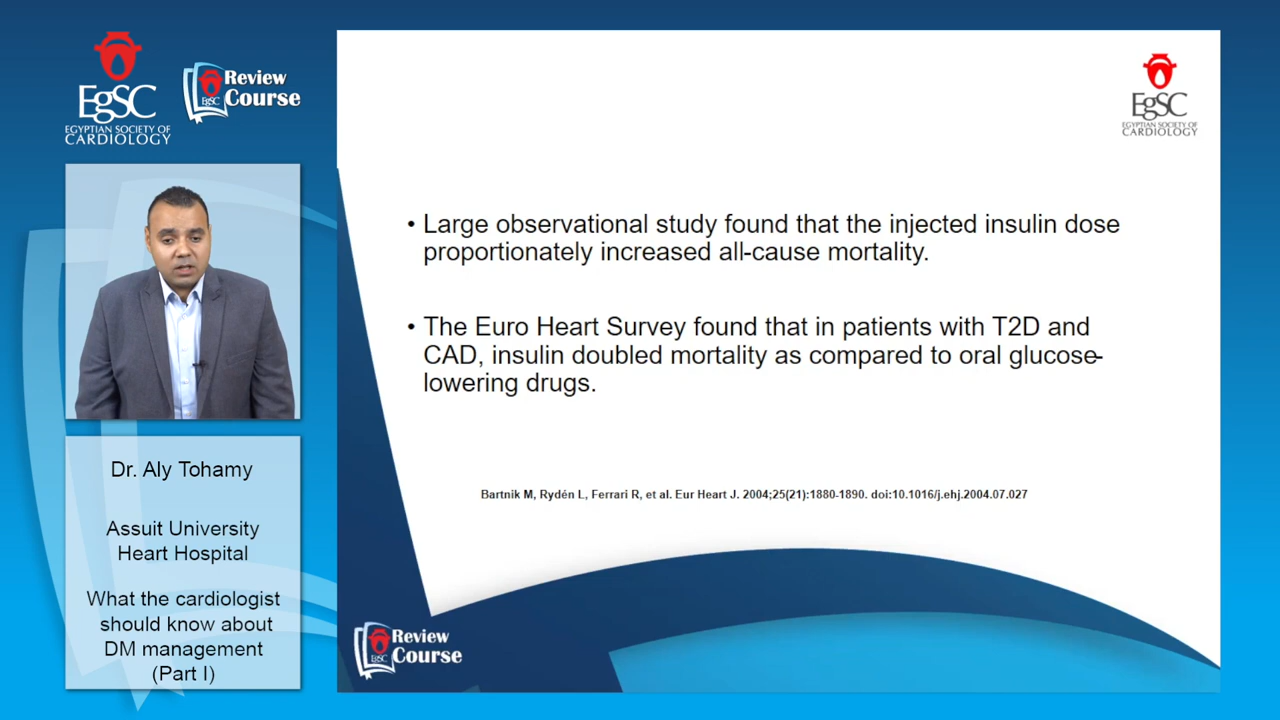 EgSC
EGYPTIAN SOCIETY OF
CARDIOLOGY
EgSC
Review
Course
Dr. Aly Tohamy
Assuit University
Heart Hospital
What the cardiologist
should know about
DM management
(Part I)
EgSC
EGYPTIAN SOCIETY OF
CARDIOLOGY
• Large observational study found that the injected insulin dose
proportionately increased all-cause mortality.
• The Euro Heart Survey found that in patients with T2D and
CAD, insulin doubled mortality as compared to oral glucose-
lowering drugs.
Bartnik M, Rydén L, Ferrari R, et al. Eur Heart J. 2004;25(21):1880-1890. doi:10.1016/j.ehj.2004.07.027
EgSC
Review
Course